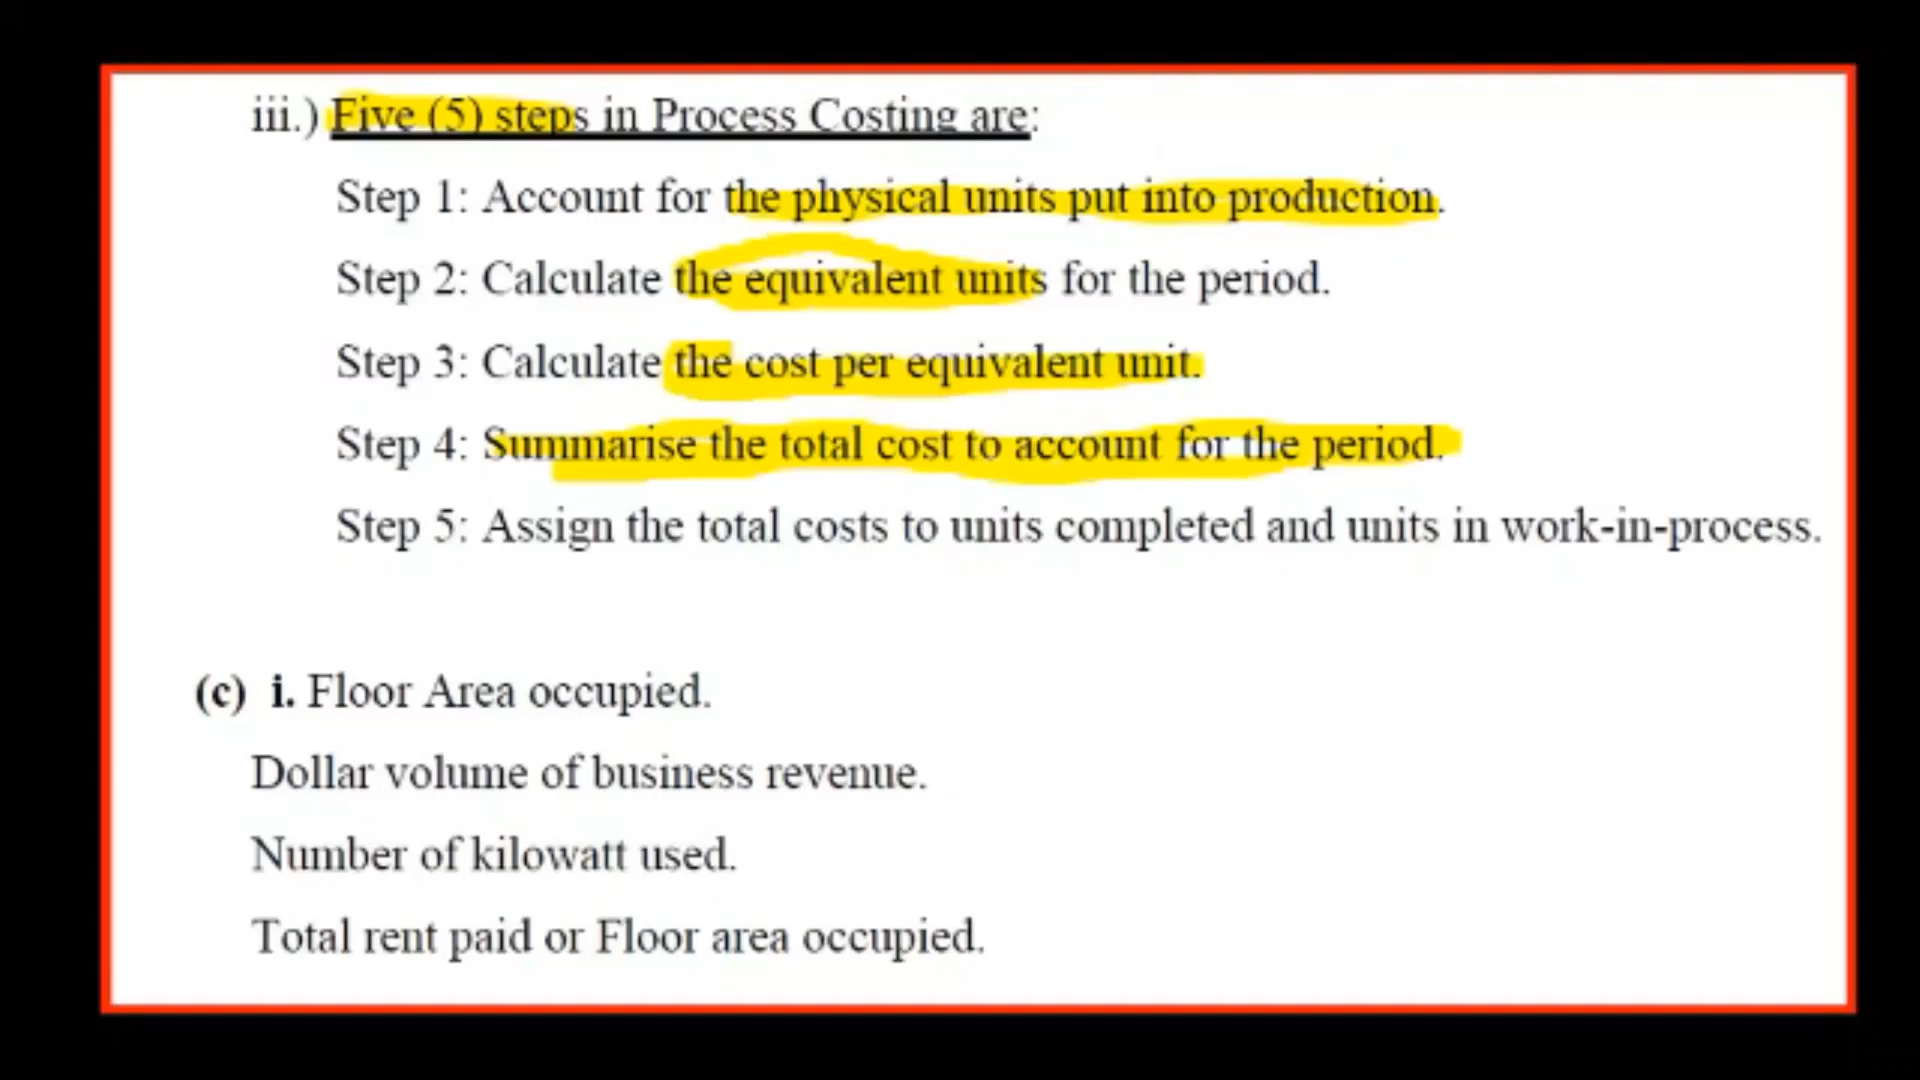 iii.) Five (5) steps in Process Costing are:
Step 1: Account for the physical units put into production.
Step 2: Calculate the equivalent units for the period.
Step 3: Calculate the cost per equivalent unit.
Step 4: Summarise the total cost to account for the period.
Step 5: Assign the total costs to units completed and units in work-in-process.
(c) i. Floor Area occupied.
Dollar volume of business revenue.
Number of kilowatt used.
Total rent paid or Floor area occupied.